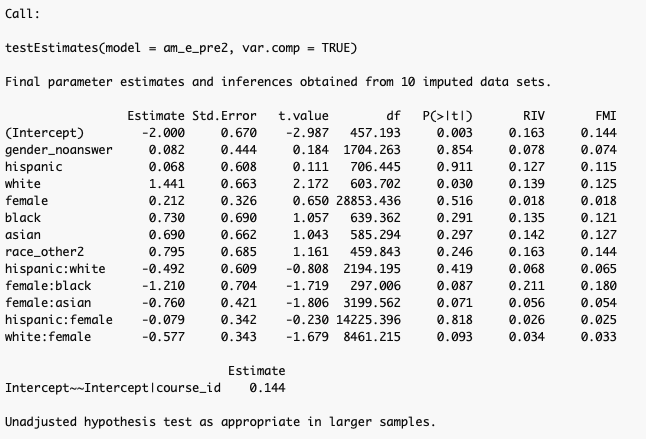 Call:
testEstimates(model = am_e_pre2, var.comp = TRUE)
Final parameter estimates and inferences obtained from 10 imputed data sets.
Estimate Std.Error t.value df P(>|t|) RIV FMI
(Intercept) -2.000 0.670 -2.987 457.193 0.003 0.163 0.144
gender_noanswer 0.082 0.444 0.184 1704.263 0.854 0.078 0.074
hispanic 0.068 0.608 0.111 706.445 0.911 0.127 0.115
white 1.441 0.663 2.172 603.702 0.030 0.139 0.125
female 0.212 0.326 0.650 28853.436 0.516 0.018 0.018
black 0.730 0.690 1.057 639.362 0.291 0.135 0.121
asian 0.690 0.662 1.043 585.294 0.297 0.142 0.127
race_other2 0.795 0.685 1.161 459.843 0.246 0.163 0.144
hispanic:white -0.492 0.609 -0.808 2194.195 0.419 0.068 0.065
female:black -1.210 0.704 -1.719 297.006 0.087 0.211 0.180
female:asian -0.760 0.421 -1.806 3199.562 0.071 0.056 0.054
hispanic:female -0.079 0.342 -0.230 14225.396 0.818 0.026 0.025
white:female -0.577 0.343 -1.679 8461.215 0.093 0.034 0.033
Estimate
Intercept~~Intercept|course_id 0.144
Unadjusted hypothesis test as appropriate in larger samples.